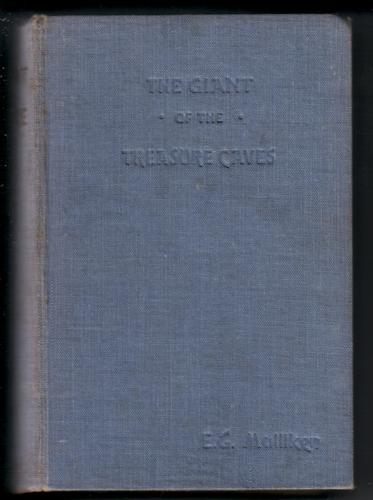 THE GIANT
• OF THE •
TREASURE CAVES
E.G. Mulliken